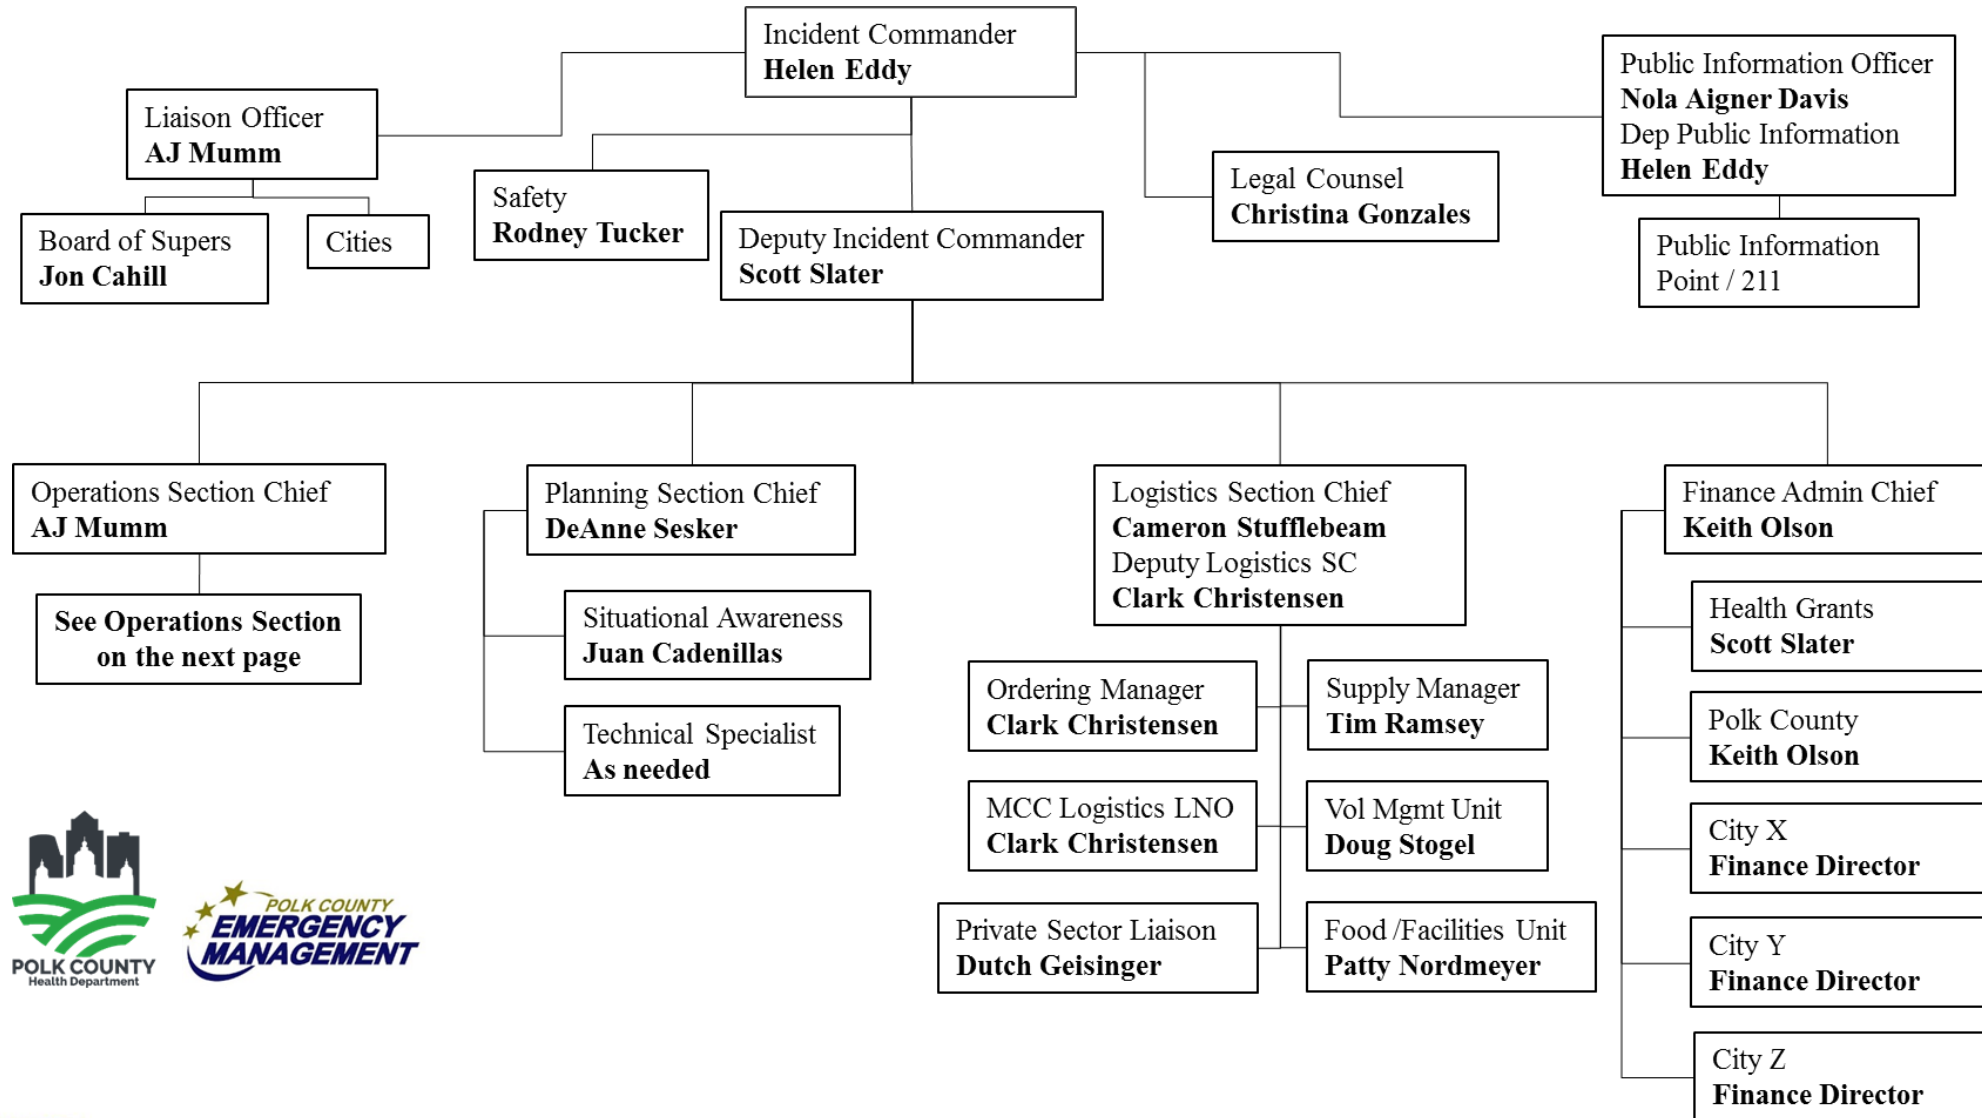 Incident Commander
Helen Eddy
Liaison Officer
AJ Mumm
Board of Supers
Jon Cahill
Cities
Safety
Rodney Tucker
Deputy Incident Commander
Scott Slater
Legal Counsel
Christina Gonzales
Public Information Officer
Nola Aigner Davis
Dep Public Information
Helen Eddy
Public Information
Point / 211
Operations Section Chief
AJ Mumm
See Operations Section
on the next page
Planning Section Chief
DeAnne Sesker
Situational Awareness
Juan Cadenillas
Technical Specialist
As needed
Logistics Section Chief
Cameron Stufflebeam
Deputy Logistics SC
Clark Christensen
Ordering Manager
Clark Christensen
Supply Manager
Tim Ramsey
MCC Logistics LNO
Clark Christensen
Vol Mgmt Unit
Doug Stogel
Private Sector Liaison
Dutch Geisinger
Food /Facilities Unit
Patty Nordmeyer
Finance Admin Chief
Keith Olson
Health Grants
Scott Slater
Polk County
Keith Olson
City X
Finance Director
City Y
Finance Director
City Z
Finance Director
POLK COUNTY
Health Department
POLK COUNTY
EMERGENCY
MANAGEMENT